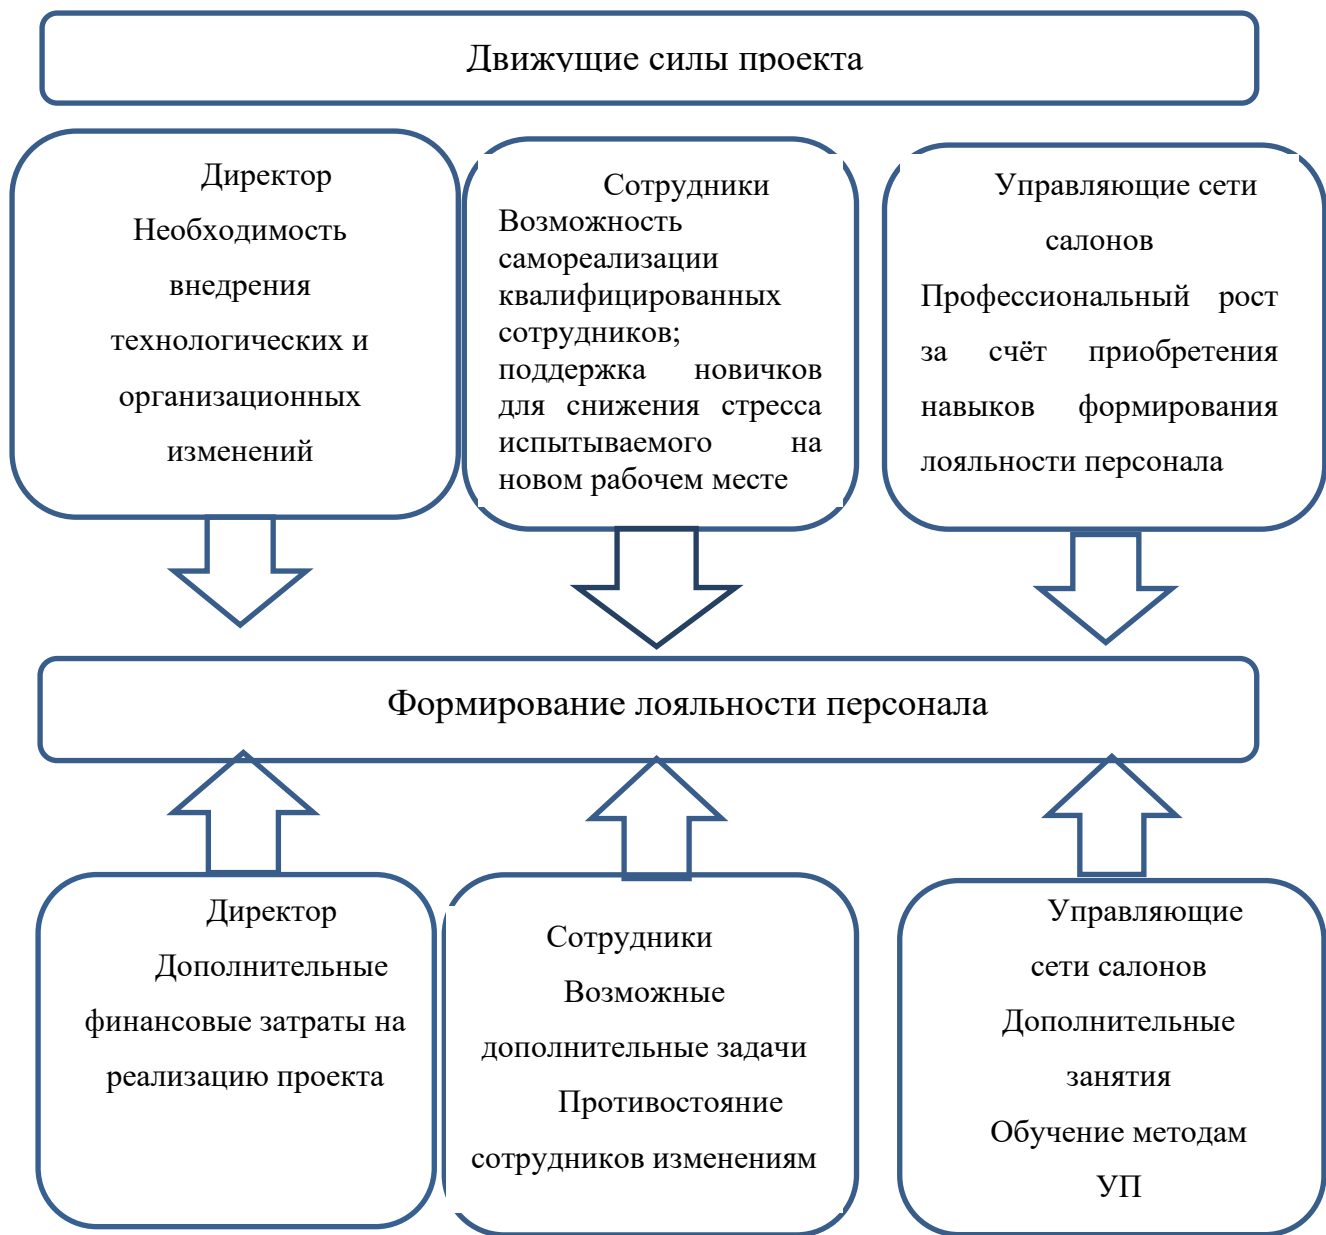 Движущие силы проекта
Директор
Необходимость
внедрения
технологических и
организационных
изменений
Сотрудники
Возможность
самореализации
квалифицированных
сотрудников;
поддержка новичков
для снижения стресса
испытываемого на
новом рабочем месте
Управляющие сети
салонов
Профессиональный рост
за счёт приобретения
навыков формирования
лояльности персонала
Формирование лояльности персонала
Директор
Дополнительные
финансовые затраты на
реализацию проекта
Сотрудники
Возможные
дополнительные задачи
Противостояние
сотрудников изменениям
Управляющие
сети салонов
Дополнительные
занятия
Обучение методам
УП